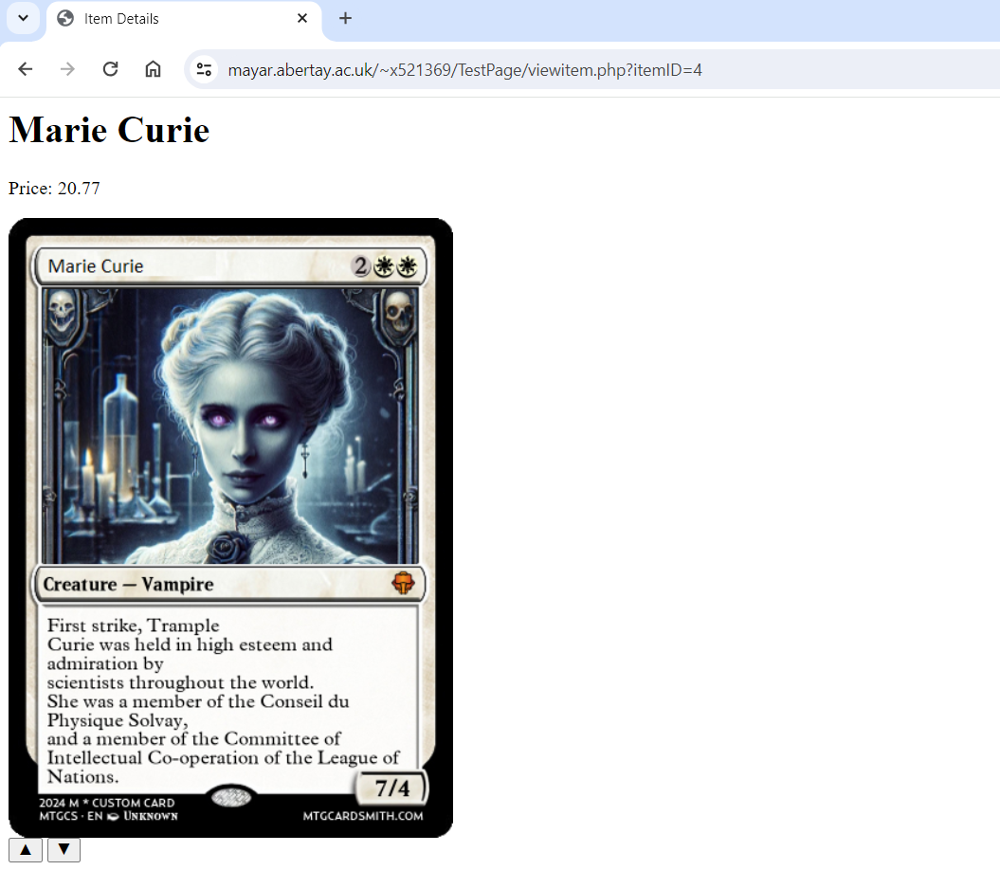 Item Details
mayar.abertay.ac.uk/~x521369/TestPage/viewitem.php?itemID=4
Marie Curie
Price: 20.77
Marie Curie 2
Creature — Vampire
First strike, Trample
Curie was held in high esteem and
admiration by
scientists throughout the world.
She was a member of the Conseil du
Physique Solvay,
and a member of the Committee of
Intellectual Co-operation of the League of
Nations.
7/4
2024 M * CUSTOM CARD
MTGCS · EN UNKNOWN MTGCARDSMITH.COM
▲ ▼